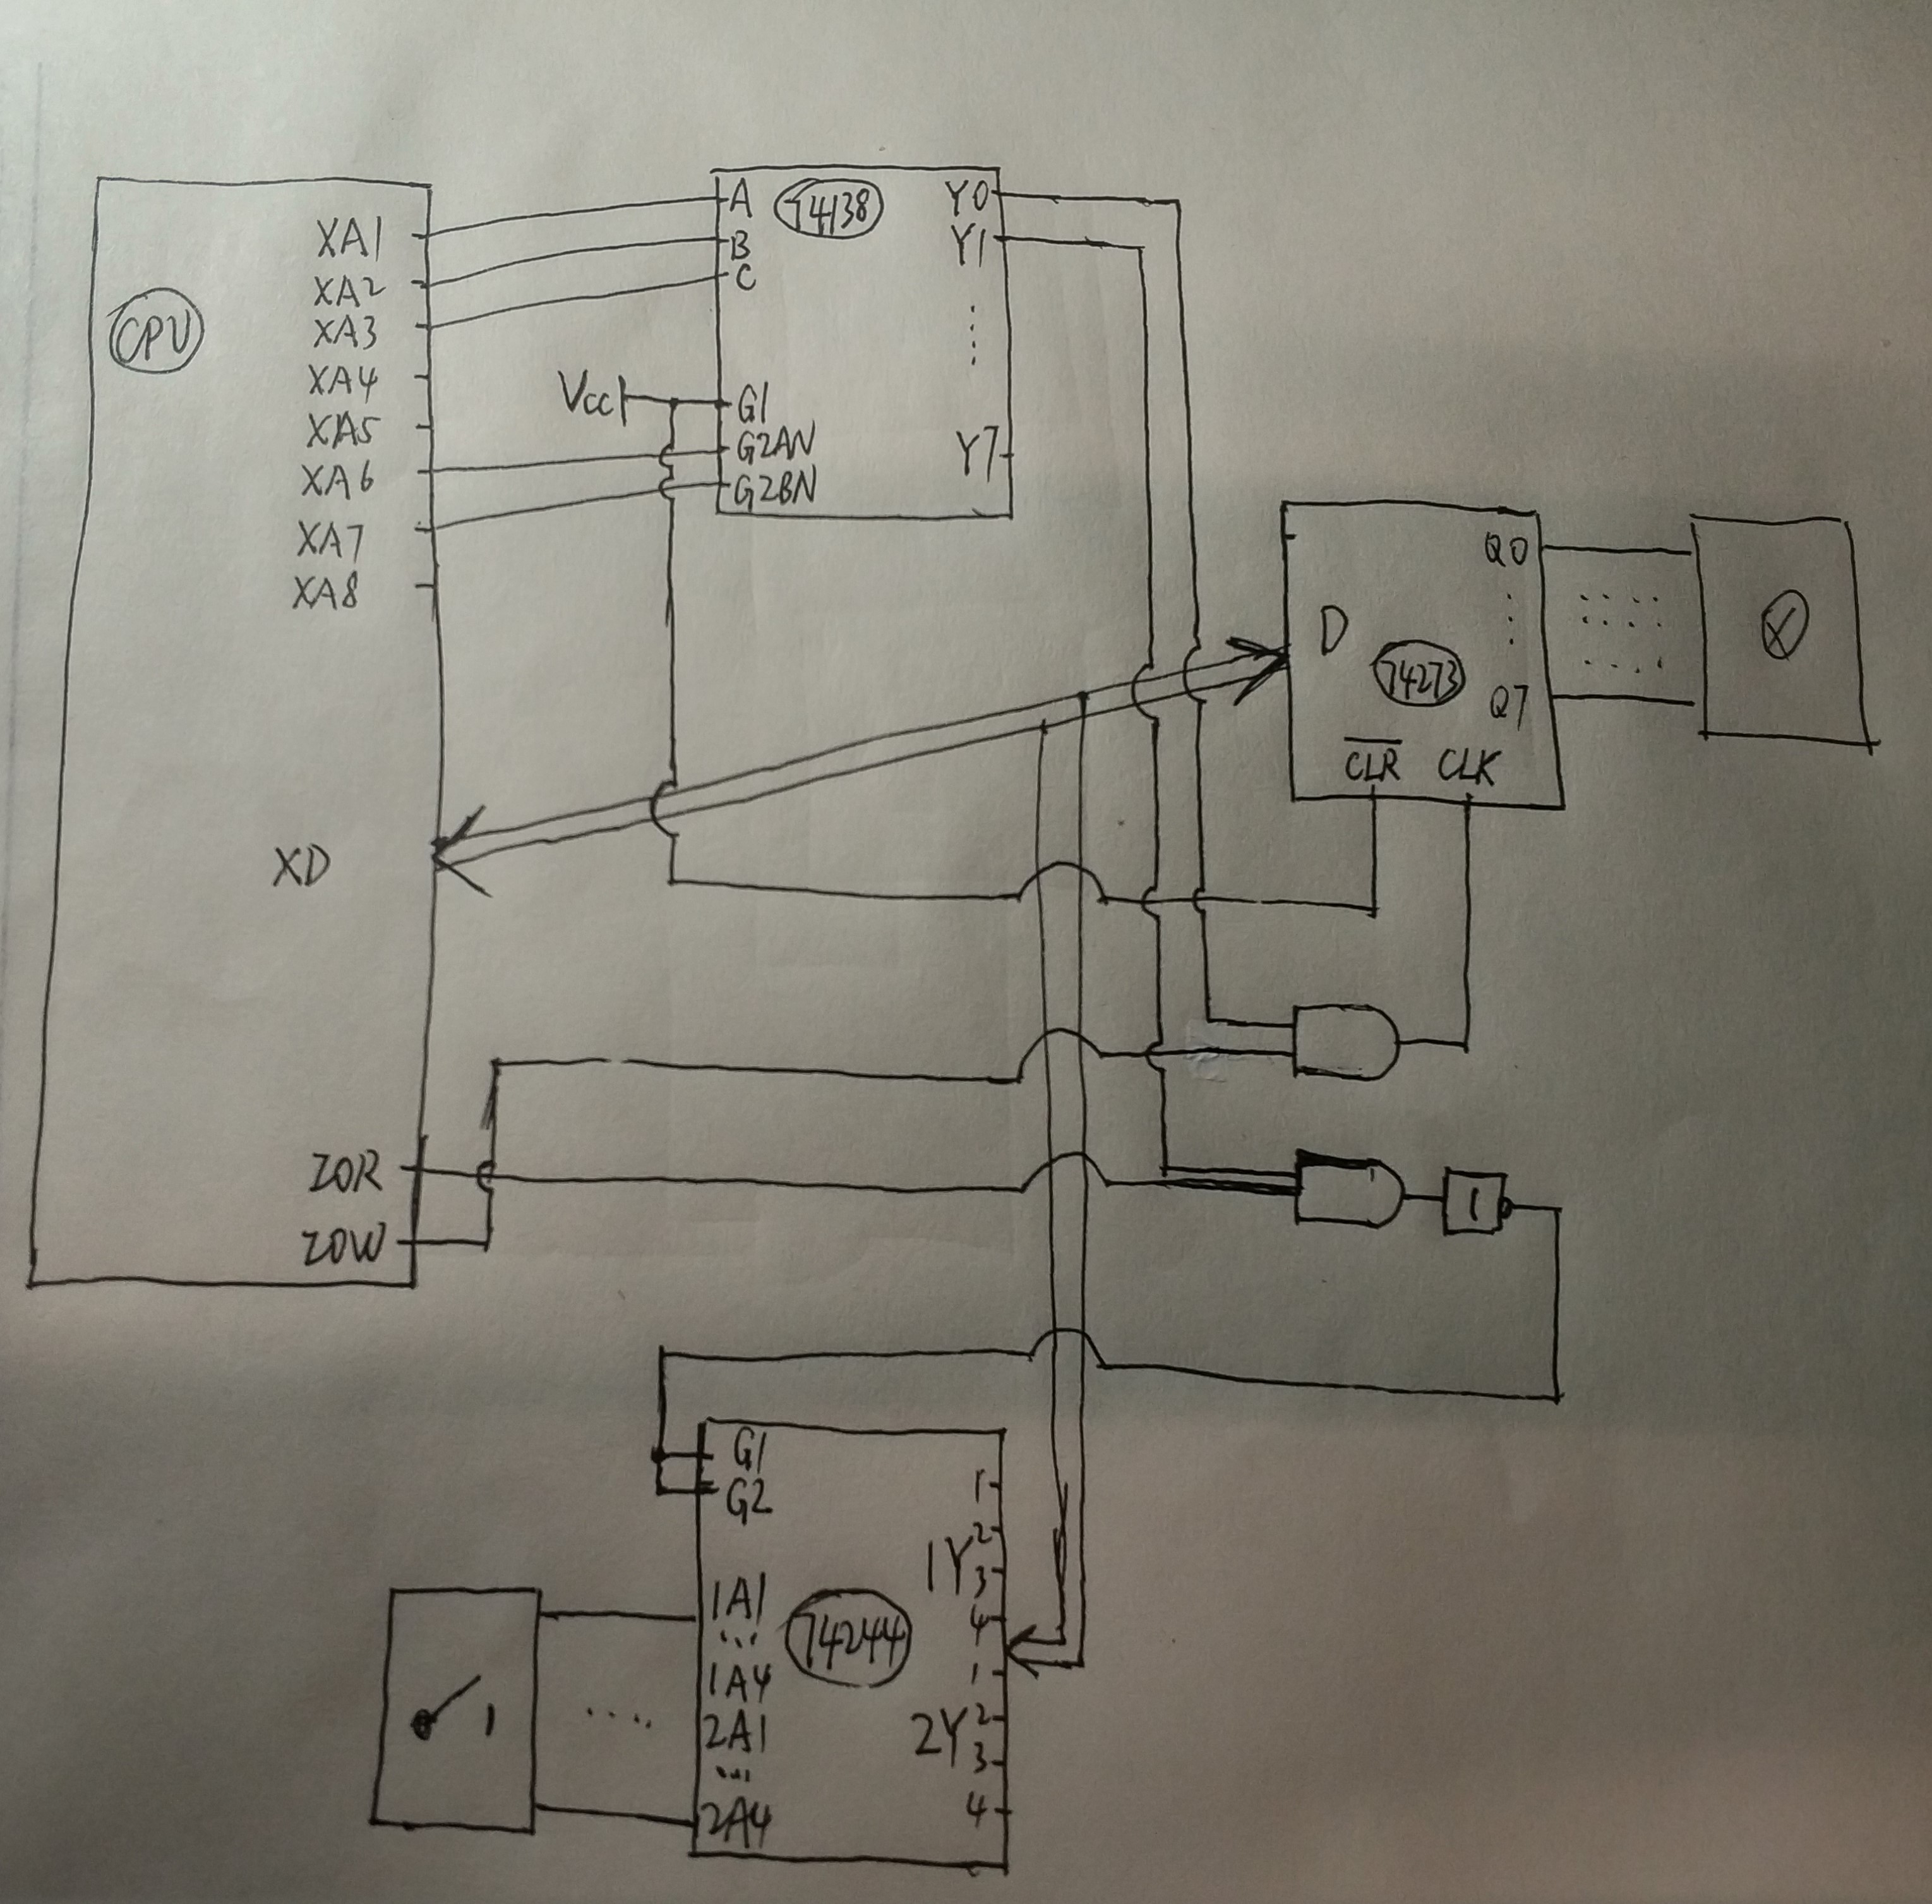 CPU
XA1
XA2
XA3
XA4
XA5
XA6
XA7
XA8
XD
IOR
IOW
74138
A
B
C
Vcc
G1
G2AN
G2BN
Y0
Y1
Y7
D
74273
Q0
Q7
CLR
CLK
1
G1
G2
1A1
1A4
2A1
2A4
74244
1
1Y 2
3
4
1
2Y 2
3
4
1